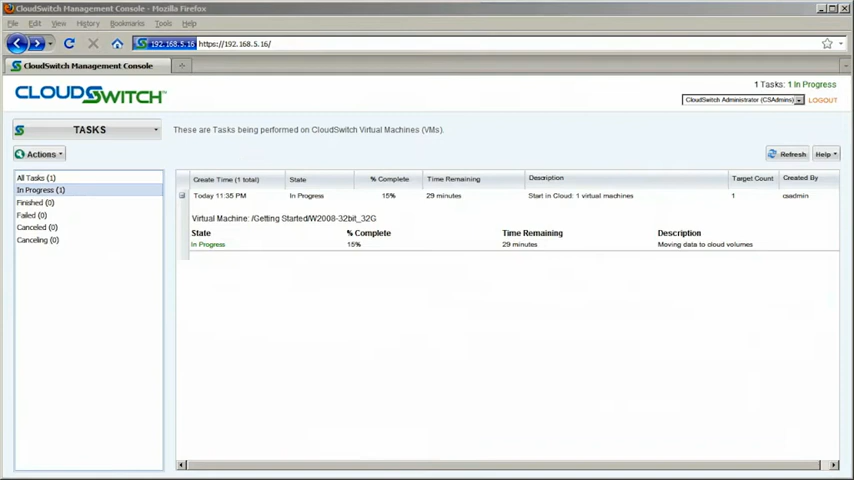 CloudSwitch Management Console - Mozilla Firefox
File Edit View History Bookmarks Tools Help
192.168.5.16 https://192.168.5.16/
CloudSwitch Management Console
1 Tasks: 1 In Progress
CLOUDSWITCH™
CloudSwitch Administrator (CSAdmins) LOGOUT
TASKS
These are Tasks being performed on CloudSwitch Virtual Machines (VMs).
Actions
Refresh Help
All Tasks (1)
In Progress (1)
Finished (0)
Failed (0)
Canceled (0)
Canceling (0)
Create Time (1 total) State % Complete Time Remaining Description Target Count Created By
Today 11:35 PM In Progress 15% 29 minutes Start in Cloud: 1 virtual machines 1 csadmin
Virtual Machine: /Getting Started/W2008-32bit_32G
State % Complete Time Remaining Description
In Progress 15% 29 minutes Moving data to cloud volumes